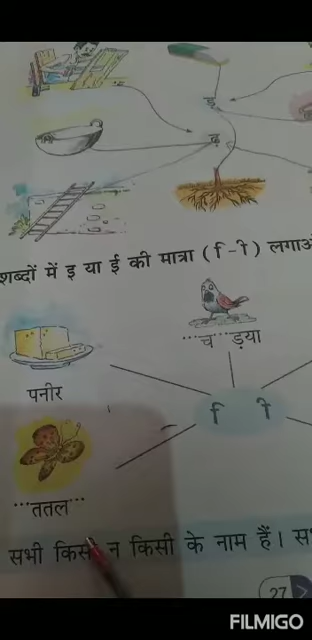 ड़
ढ़
शब्दों में इ या ई की मात्रा ( ि - ी ) लगाओ
...च ...ड़या
पनीर
ि ी
...ततल...
सभी किसी न किसी के नाम हैं।
27
FILMIGO